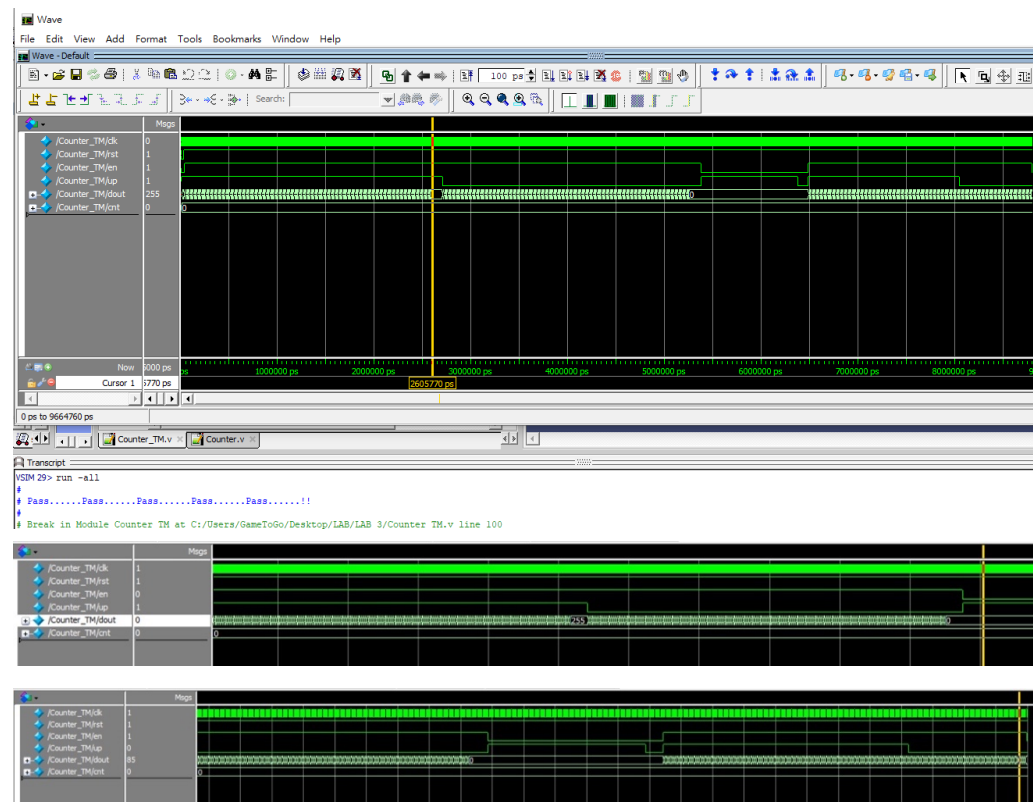 Wave
File Edit View Add Format Tools Bookmarks Window Help
Wave - Default
100 ps
Search:
Msgs
/Counter_TM/clk 0
/Counter_TM/rst 1
/Counter_TM/en 1
/Counter_TM/up 1
/Counter_TM/dout 255 0
/Counter_TM/cnt 0 0
Now 5000 ps ps 1000000 ps 2000000 ps 3000000 ps 4000000 ps 5000000 ps 6000000 ps 7000000 ps 8000000 ps 9
Cursor 1 5770 ps 2605770 ps
0 ps to 9664760 ps
Counter_TM.v Counter.v
Transcript
VSIM 29> run -all
#
# Pass......Pass......Pass......Pass......Pass......!!
#
# Break in Module Counter TM at C:/Users/GameToGo/Desktop/LAB/LAB 3/Counter TM.v line 100
Msgs
/Counter_TM/clk 1
/Counter_TM/rst 1
/Counter_TM/en 0
/Counter_TM/up 1
/Counter_TM/dout 0 255 0
/Counter_TM/cnt 0 0
Msgs
/Counter_TM/clk 1
/Counter_TM/rst 1
/Counter_TM/en 1
/Counter_TM/up 0
/Counter_TM/dout 85 0
/Counter_TM/cnt 0 0